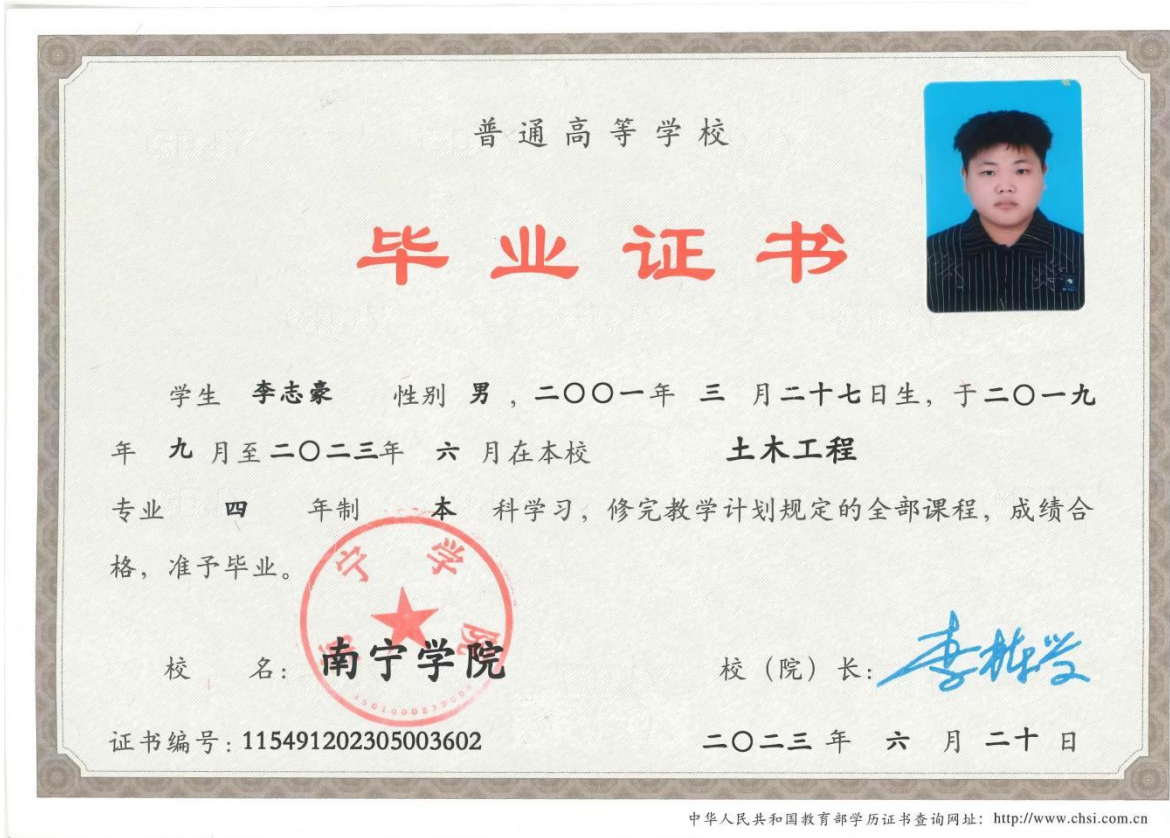 普通高等学校
毕业证书
学生 李志豪 性别 男 ，二〇〇一年 三 月二十七日生，于二〇一九
年 九 月至二〇二三年 六 月在本校 土木工程
专业 四 年制 本 科学习，修完教学计划规定的全部课程，成绩合
格，准予毕业。
南宁学院
校 名：南宁学院 校（院）长：
证书编号：115491202305003602 二〇二三 年 六 月 二十 日
中华人民共和国教育部学历证书查询网址：http://www.chsi.com.cn